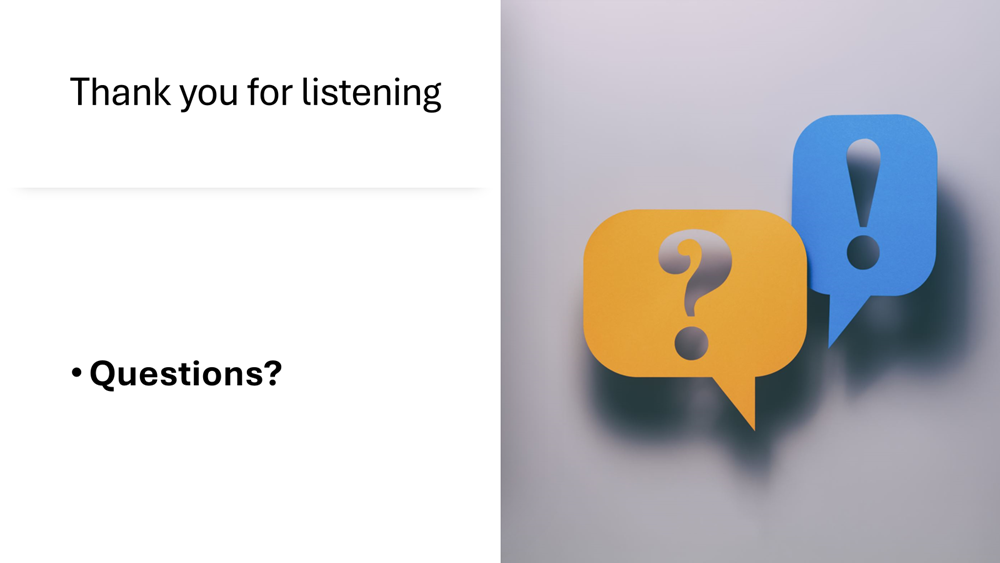 Thank you for listening
• Questions?
?
!